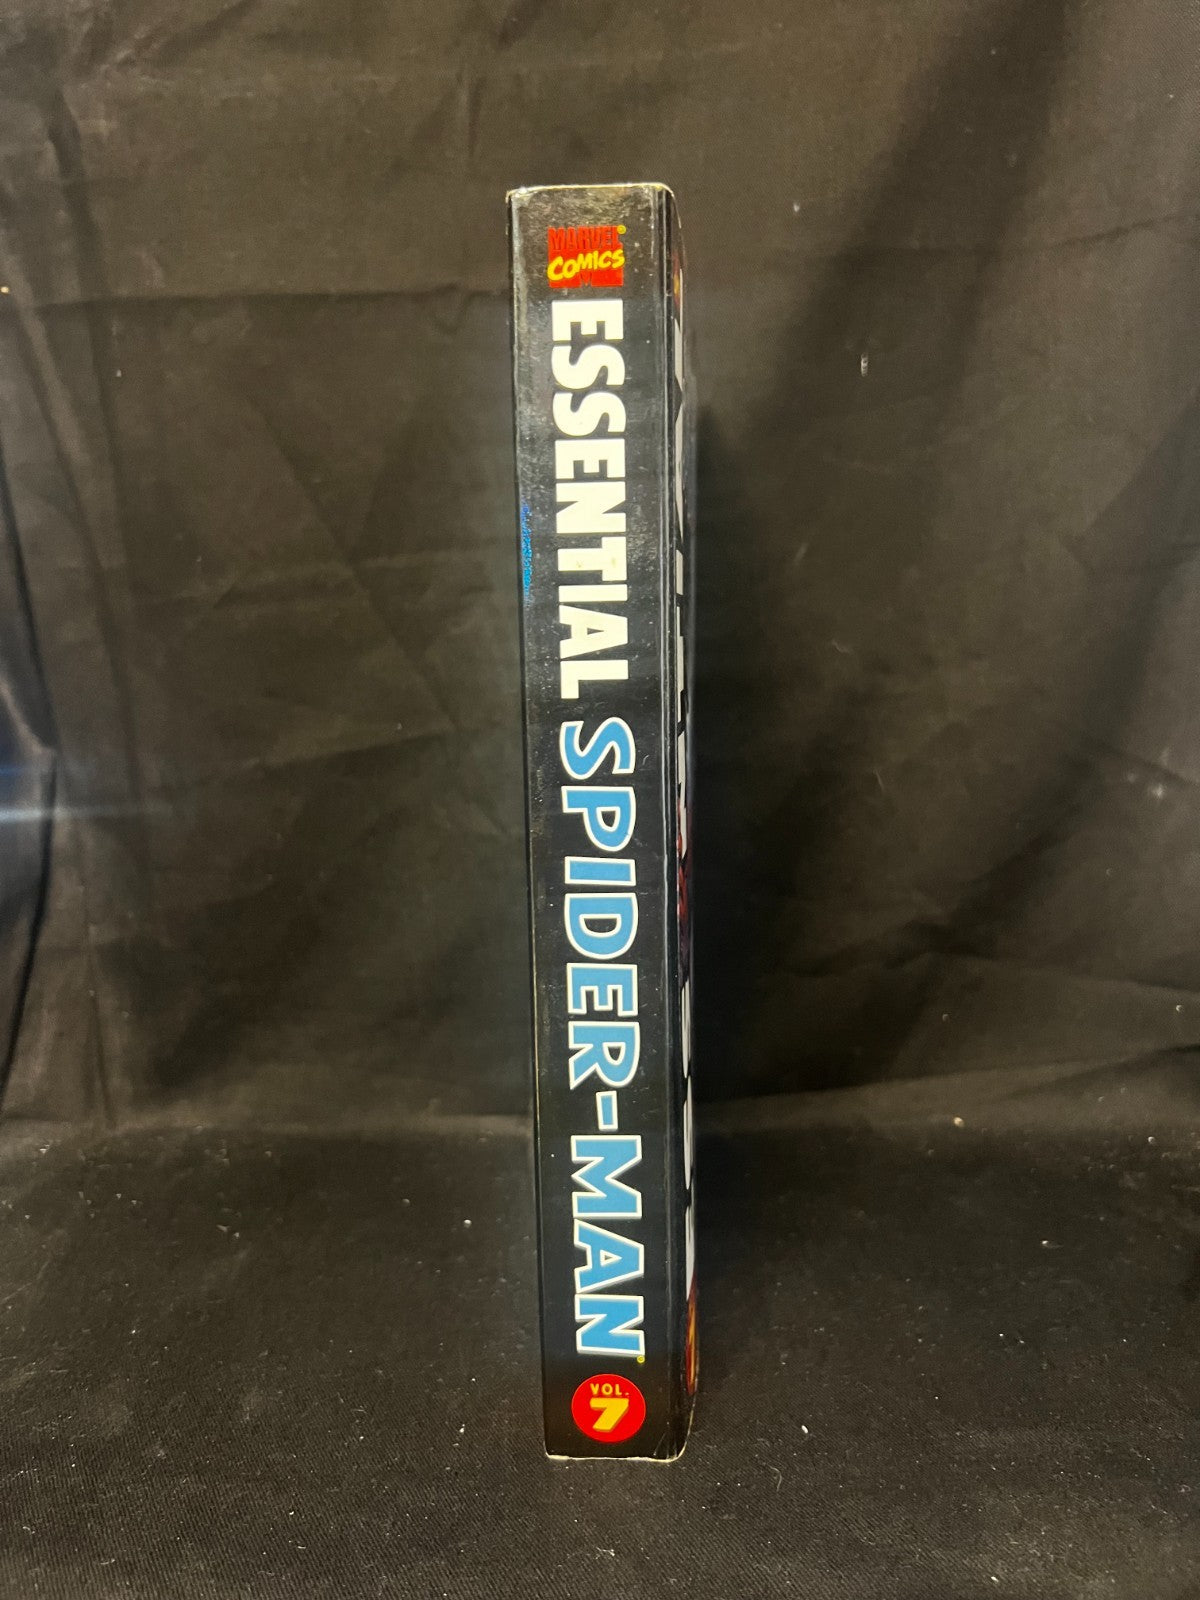 MARVEL®
COMICS
ESSENTIAL SPIDER-MAN®
VOL.
7